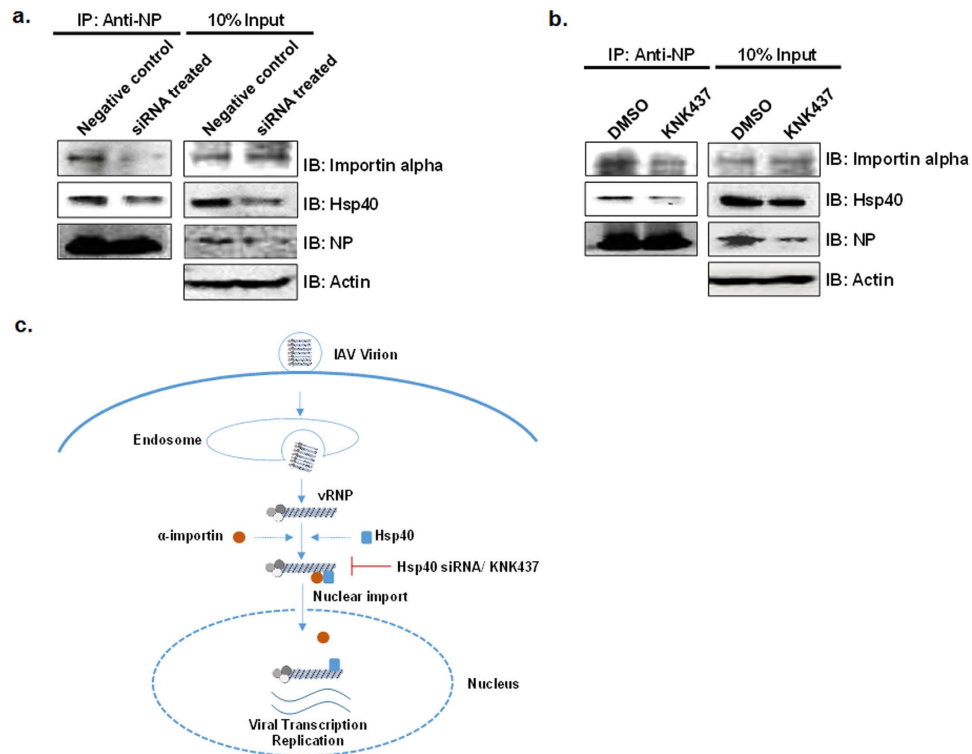 a.
IP: Anti-NP
10% Input
Negative control
siRNA treated
Negative control
siRNA treated
IB: Importin alpha
IB: Hsp40
IB: NP
IB: Actin
b.
IP: Anti-NP
10% Input
DMSO
KNK437
DMSO
KNK437
IB: Importin alpha
IB: Hsp40
IB: NP
IB: Actin
c.
IAV Virion
Endosome
vRNP
α-importin
Hsp40
Hsp40 siRNA/ KNK437
Nuclear import
Nucleus
Viral Transcription
Replication